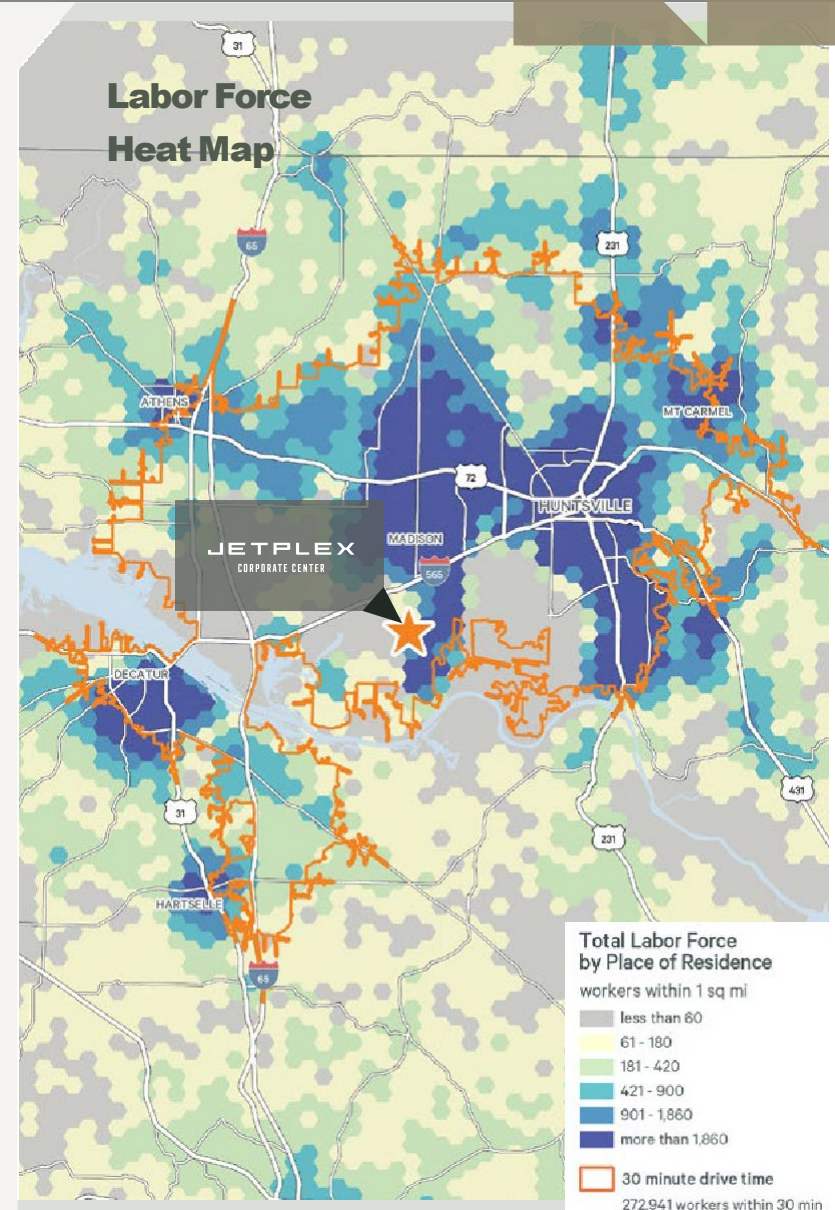 Labor Force
Heat Map
31
65
231
ATHENS
MT CARMEL
72
HUNTSVILLE
JETPLEX
CORPORATE CENTER
MADISON
565
DECATUR
31
431
231
HARTSELLE
65
Total Labor Force
by Place of Residence
workers within 1 sq mi
less than 60
61 - 180
181 - 420
421 - 900
901 - 1,860
more than 1,860
30 minute drive time
272,941 workers within 30 min